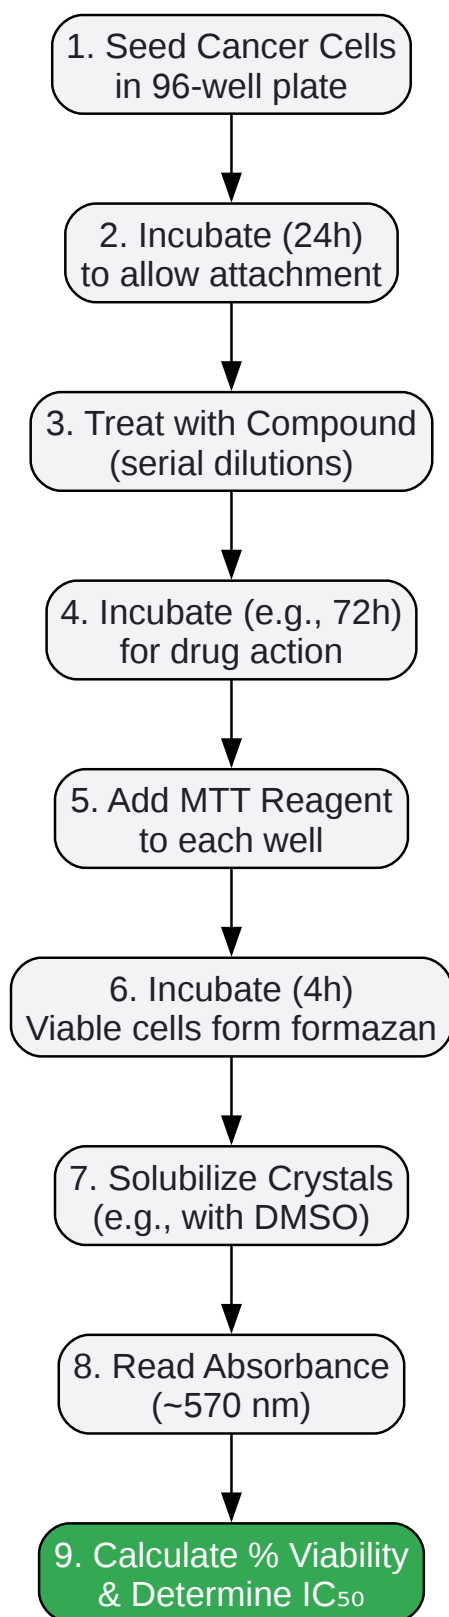 1. Seed Cancer Cells
in 96-well plate
2. Incubate (24h)
to allow attachment
3. Treat with Compound
(serial dilutions)
4. Incubate (e.g., 72h)
for drug action
5. Add MTT Reagent
to each well
6. Incubate (4h)
Viable cells form formazan
7. Solubilize Crystals
(e.g., with DMSO)
8. Read Absorbance
(~570 nm)
9. Calculate % Viability
& Determine IC₅₀